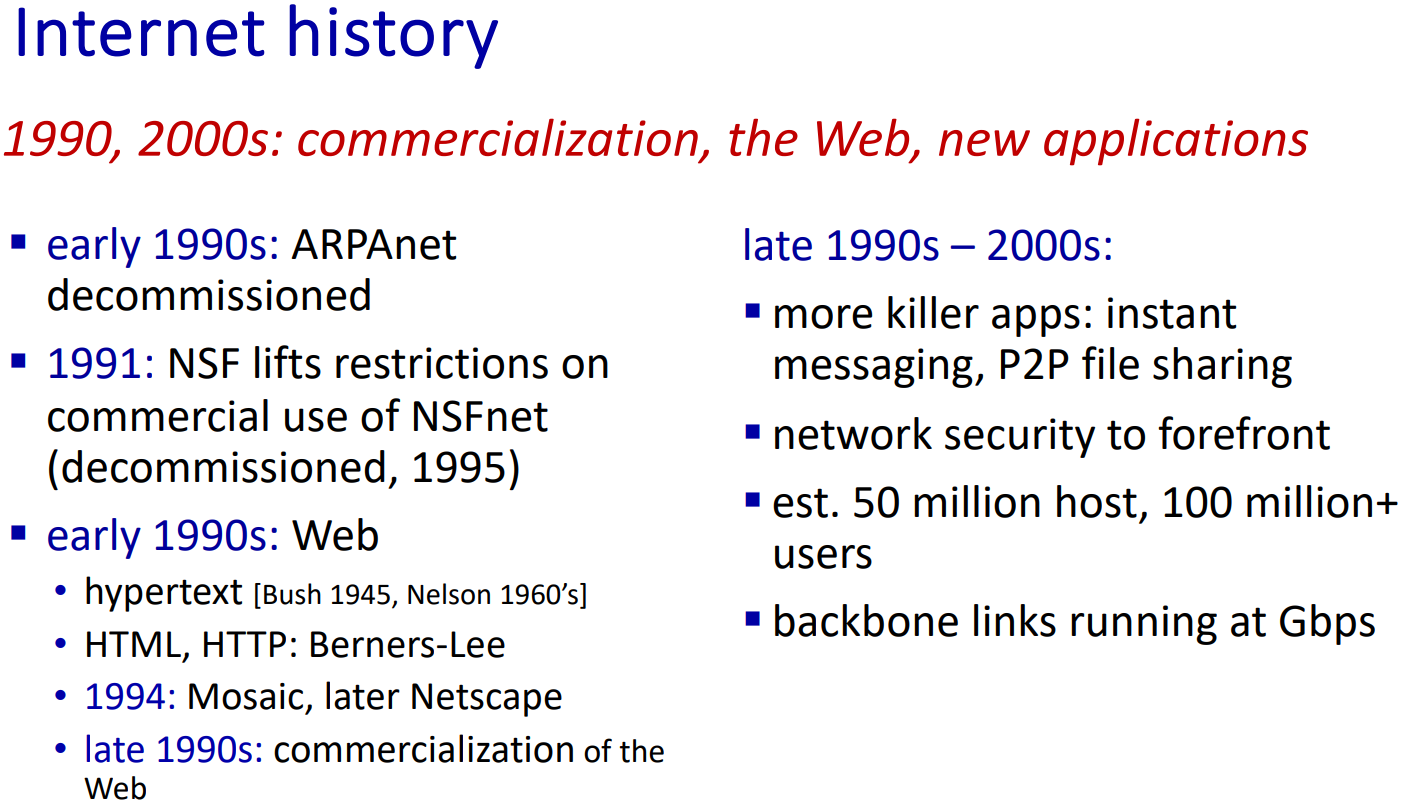 Internet history
1990, 2000s: commercialization, the Web, new applications
▪ early 1990s: ARPAnet
decommissioned
▪ 1991: NSF lifts restrictions on
commercial use of NSFnet
(decommissioned, 1995)
▪ early 1990s: Web
• hypertext [Bush 1945, Nelson 1960’s]
• HTML, HTTP: Berners-Lee
• 1994: Mosaic, later Netscape
• late 1990s: commercialization of the
Web
late 1990s – 2000s:
▪ more killer apps: instant
messaging, P2P file sharing
▪ network security to forefront
▪ est. 50 million host, 100 million+
users
▪ backbone links running at Gbps